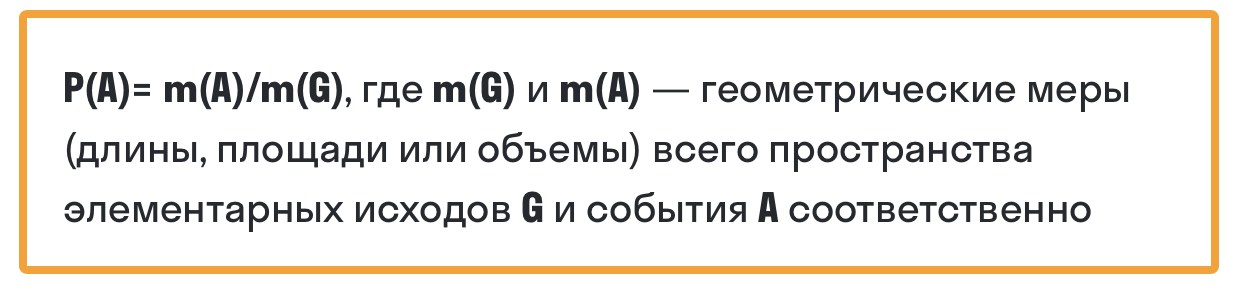 P(A)= m(A)/m(G), где m(G) и m(A) — геометрические меры
(длины, площади или объемы) всего пространства
элементарных исходов G и события A соответственно